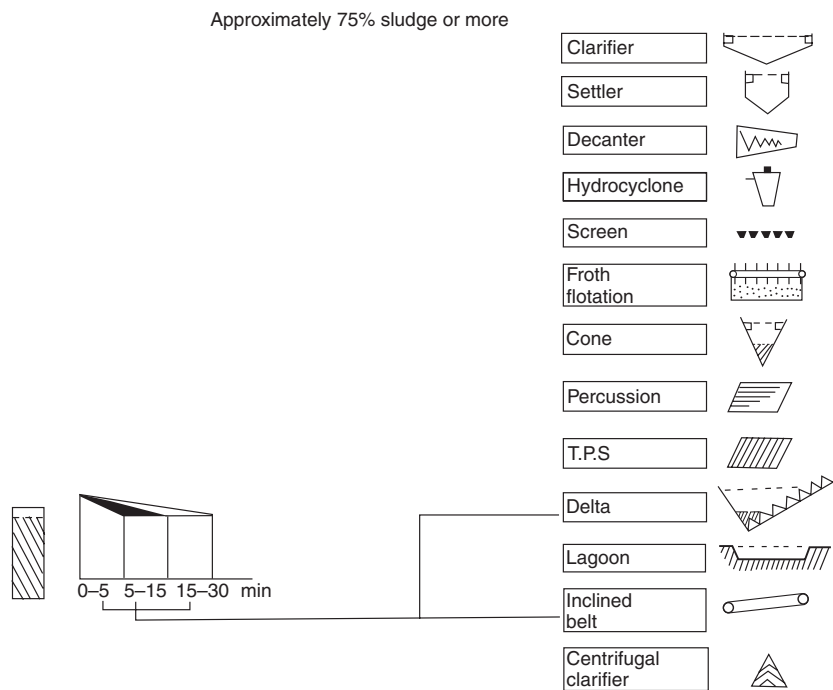 Approximately 75% sludge or more
Clarifier
Settler
Decanter
Hydrocyclone
Screen
Froth
flotation
Cone
Percussion
T.P.S
Delta
Lagoon
0–5 5–15 15–30 min
Inclined
belt
Centrifugal
clarifier